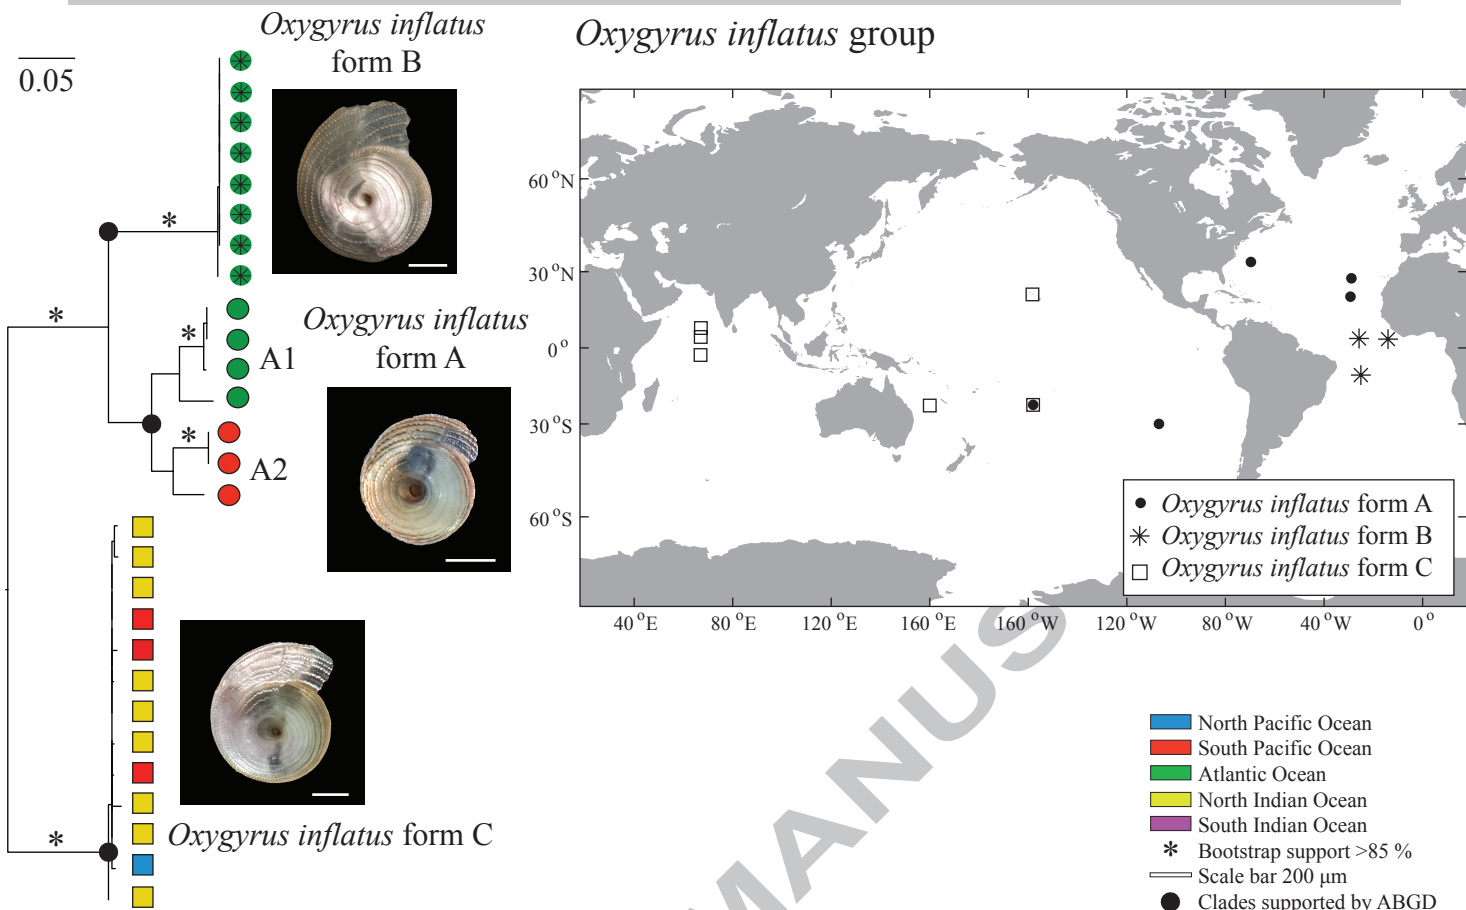 Oxygyrus inflatus
form B
Oxygyrus inflatus group
0.05
*
*
*
A1
Oxygyrus inflatus
form A
*
A2
*
Oxygyrus inflatus form C
60 °N
30 °N
0 °
30 °S
60 °S
40 °E
80 °E
120 °E
160 °E
160 °W
120 °W
80 °W
40 °W
0 °
Oxygyrus inflatus form A
Oxygyrus inflatus form B
Oxygyrus inflatus form C
MANUS
North Pacific Ocean
South Pacific Ocean
Atlantic Ocean
North Indian Ocean
South Indian Ocean
* Bootstrap support >85 %
Scale bar 200 μm
Clades supported by ABGD